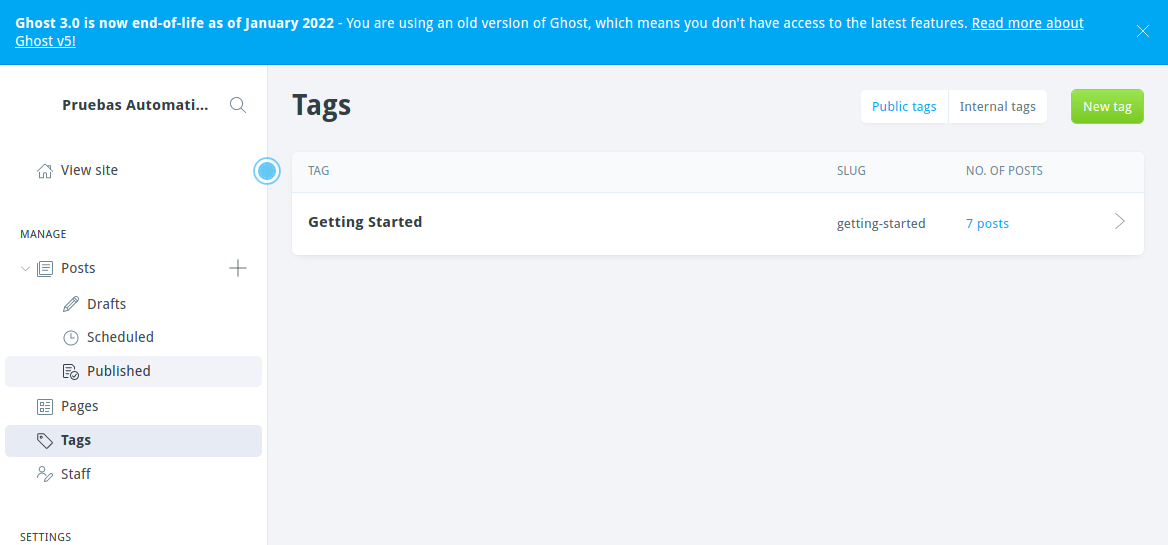 Ghost 3.0 is now end-of-life as of January 2022 - You are using an old version of Ghost, which means you don't have access to the latest features. Read more about
Ghost v5!
Pruebas Automati...
View site
MANAGE
Posts
Drafts
Scheduled
Published
Pages
Tags
Staff
SETTINGS
Tags
Public tags
Internal tags
New tag
TAG
SLUG
NO. OF POSTS
Getting Started
getting-started
7 posts